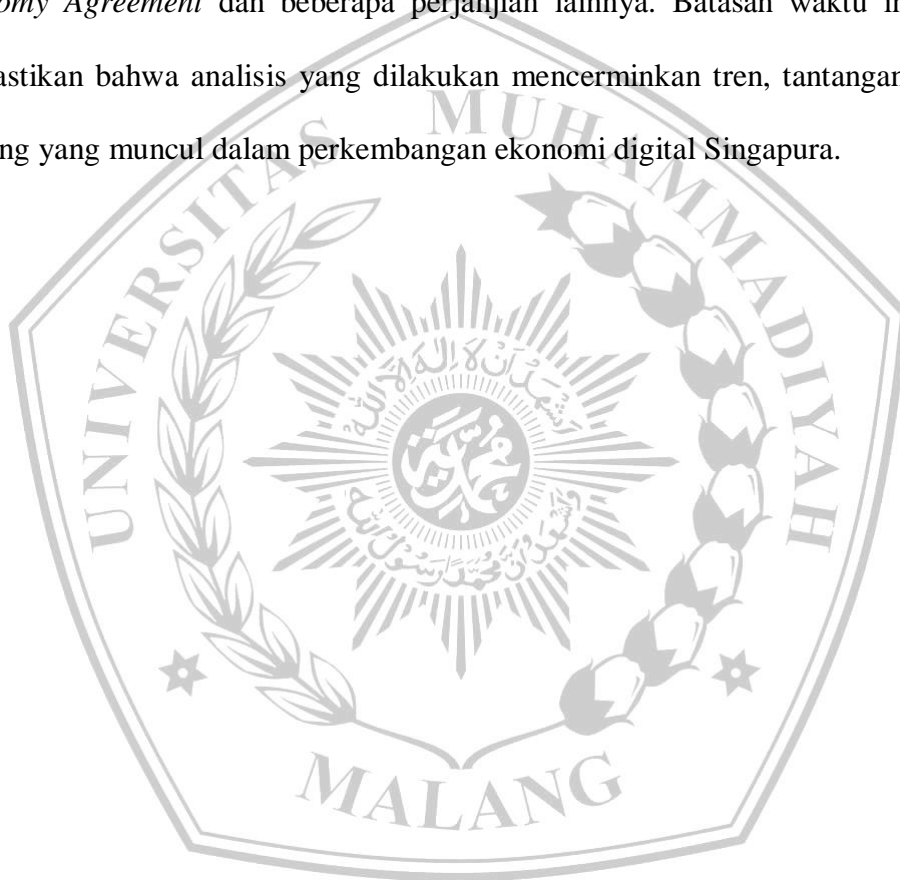 omy Agreement dan beberapa perjanjian lainnya. Batasan waktu in
astikan bahwa analisis yang dilakukan mencerminkan tren, tantangan
ng yang muncul dalam perkembangan ekonomi digital Singapura.
UNIVERSITAS MUHAMMADIYAH
MALANG